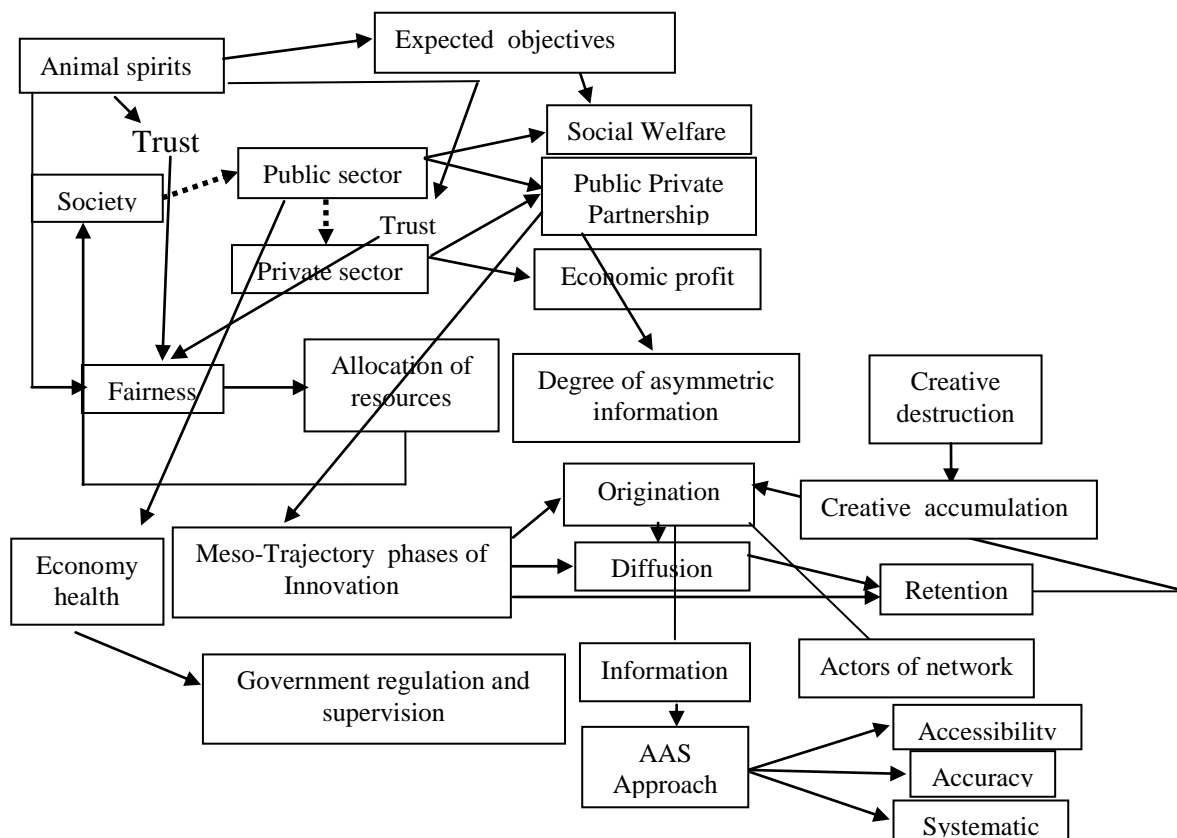 Expected objectives
Animal spirits
Social Welfare
Trust
Public sector
Public Private
Partnership
Society
Trust
Private sector
Economic profit
Allocation of
resources
Fairness
Degree of asymmetric
information
Creative
destruction
Origination
Creative accumulation
Meso-Trajectory phases of
Innovation
Economy
health
Diffusion
Retention
Information
Actors of network
Government regulation and
supervision
AAS
Approach
Accessibility
Accuracy
Systematic